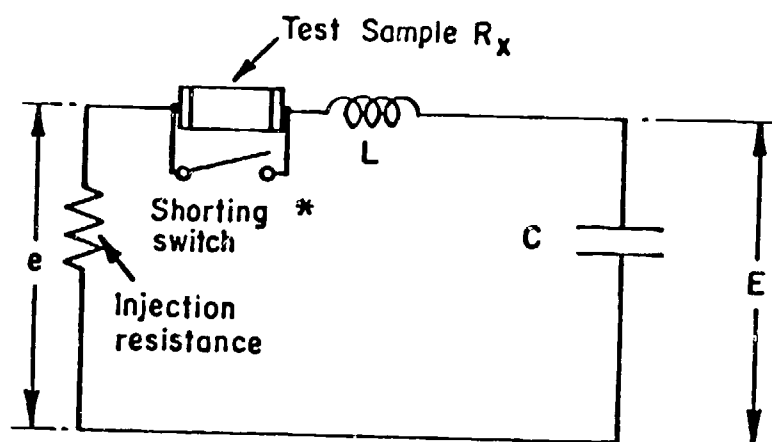 Test Sample Rx
L
Shorting *
switch
C
e
E
Injection
resistance